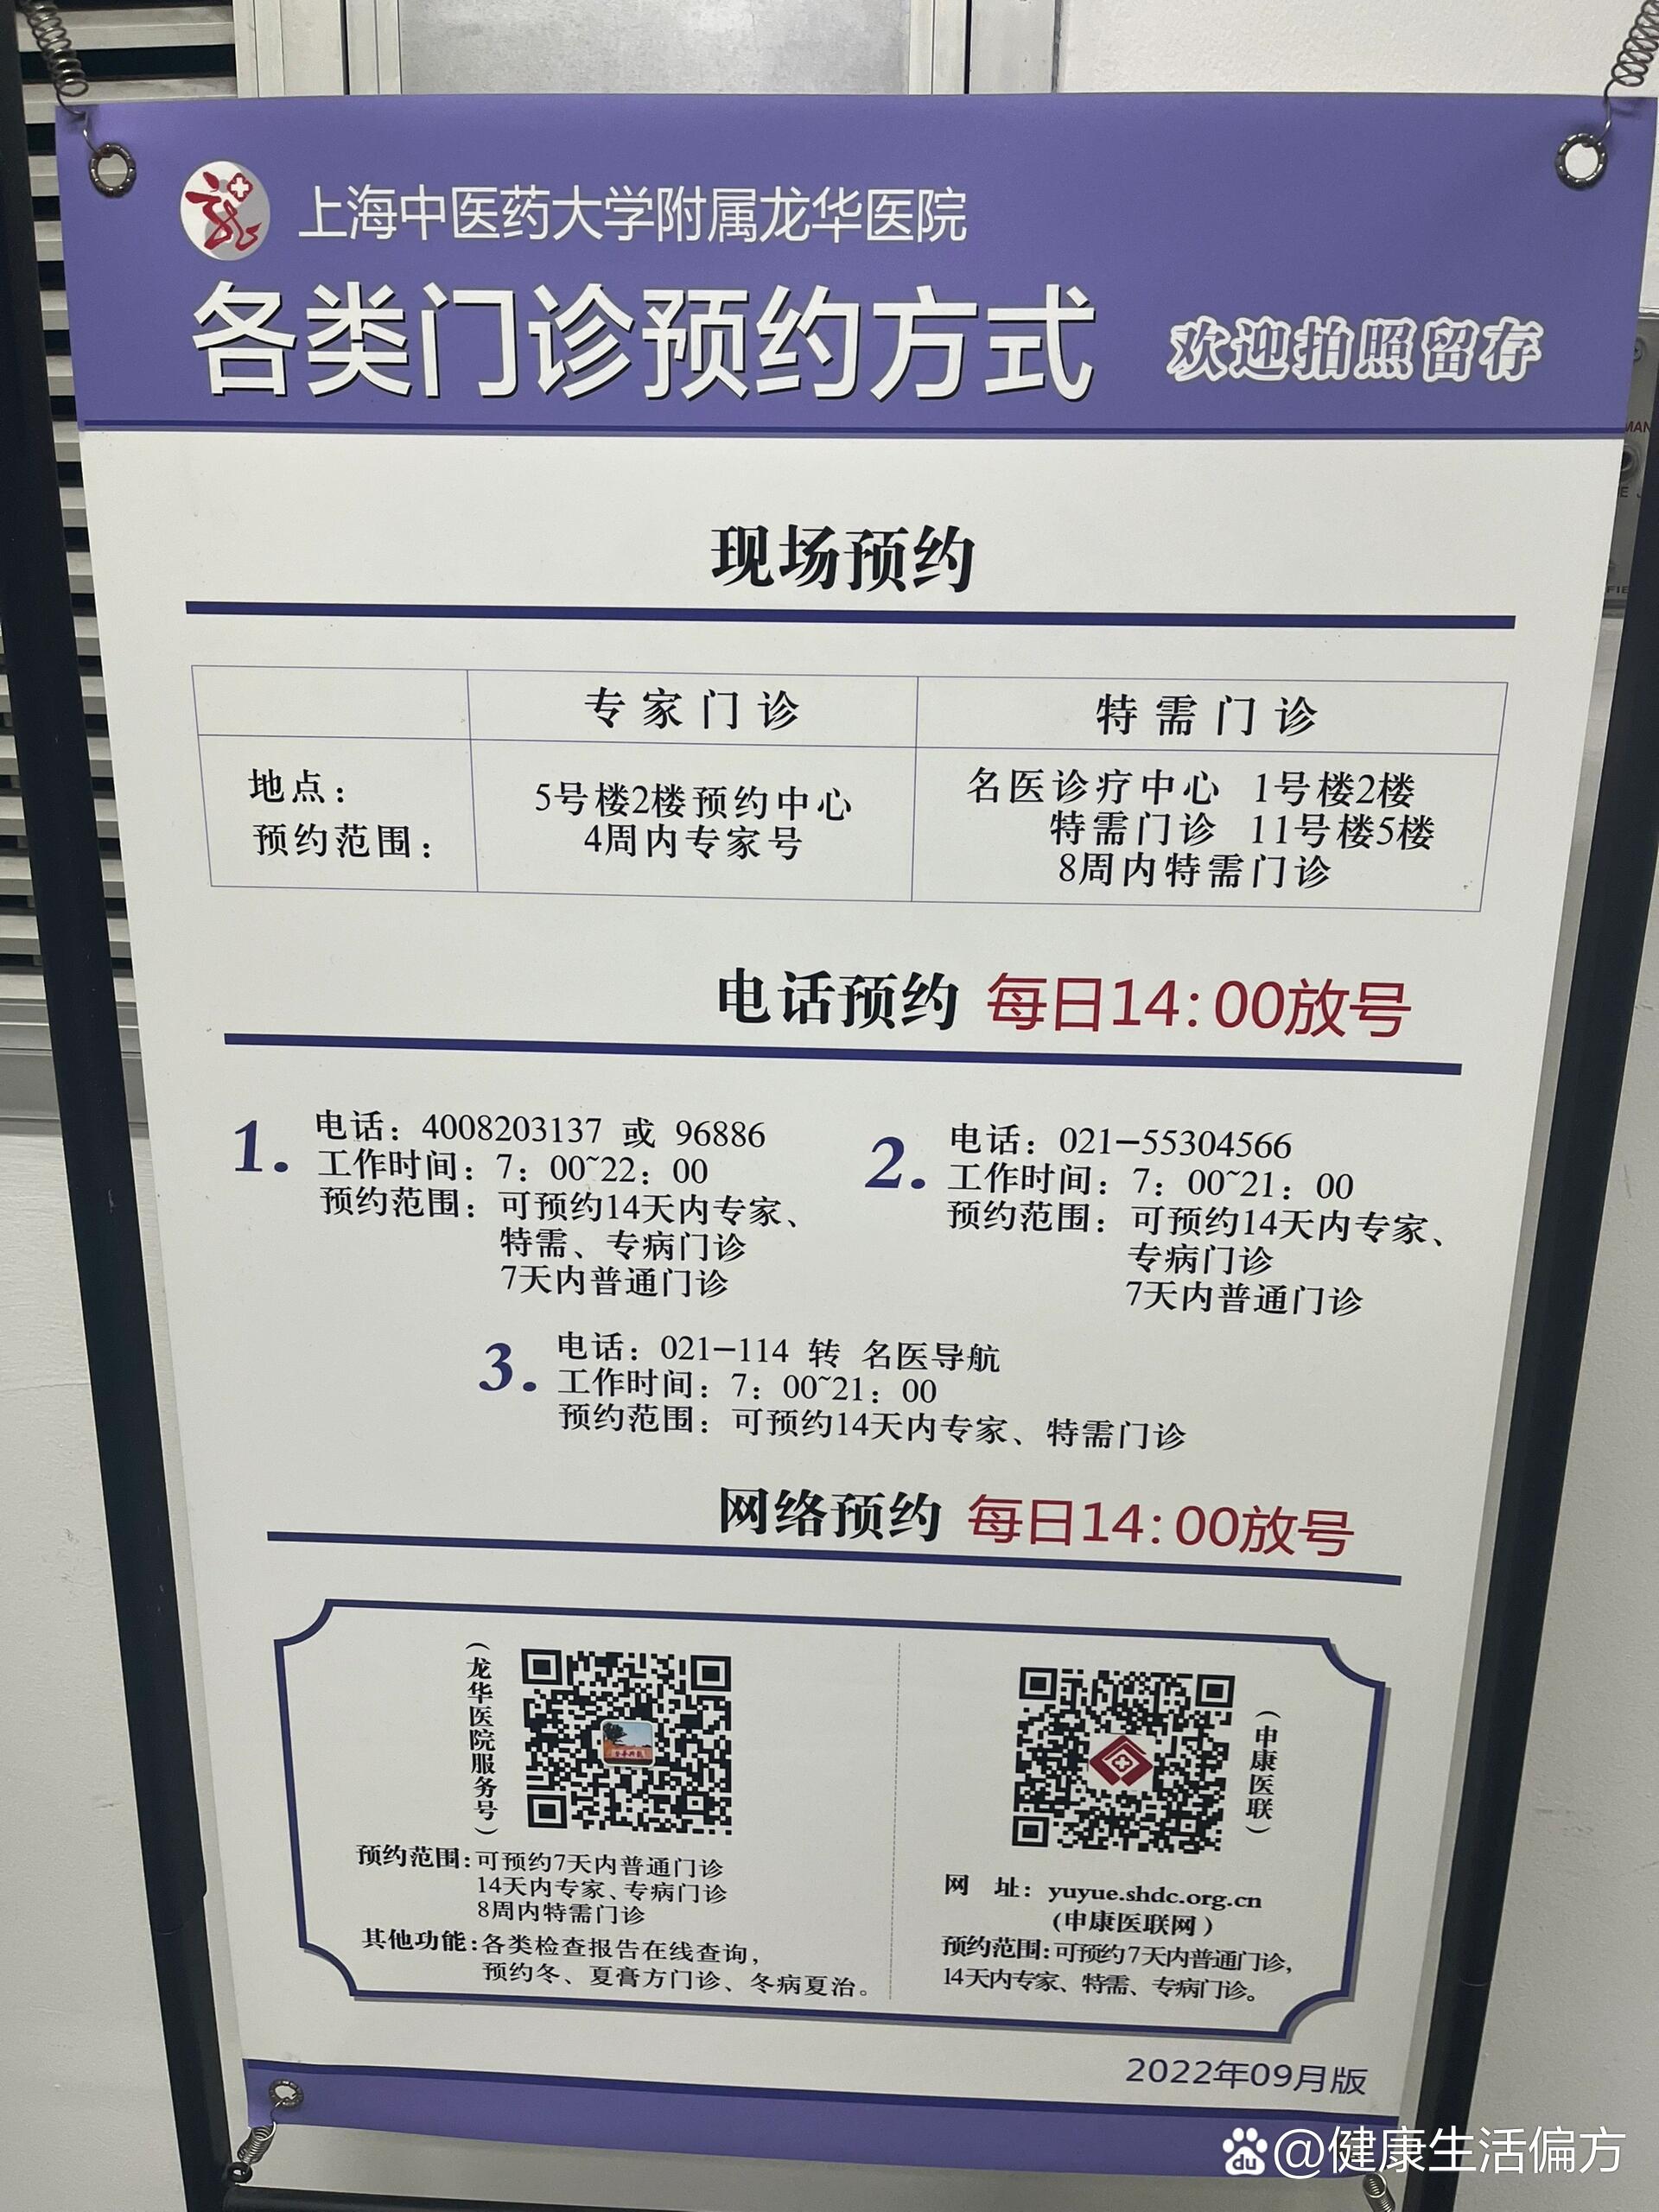 上海中医药大学附属龙华医院
各类门诊预约方式 欢迎拍照留存
现场预约
专家门诊 特需门诊
地点： 5号楼2楼预约中心 名医诊疗中心 1号楼2楼
特需门诊 11号楼5楼
预约范围： 4周内专家号 8周内特需门诊
电话预约 每日14：00放号
1. 电话：4008203137 或 96886
工作时间：7：00~22：00
预约范围：可预约14天内专家、
特需、专病门诊
7天内普通门诊
2. 电话：021-55304566
工作时间：7：00~21：00
预约范围：可预约14天内专家、
专病门诊
7天内普通门诊
3. 电话：021-114 转 名医导航
工作时间：7：00~21：00
预约范围：可预约14天内专家、特需门诊
网络预约 每日14：00放号
（龙华医院服务号）
预约范围：可预约7天内普通门诊
14天内专家、专病门诊
8周内特需门诊
其他功能：各类检查报告在线查询，
预约冬、夏膏方门诊、冬病夏治。
（申康医联）
网 址：yuyue.shdc.org.cn
（申康医联网）
预约范围：可预约7天内普通门诊，
14天内专家、特需、专病门诊。
2022年09月版
du @健康生活偏方